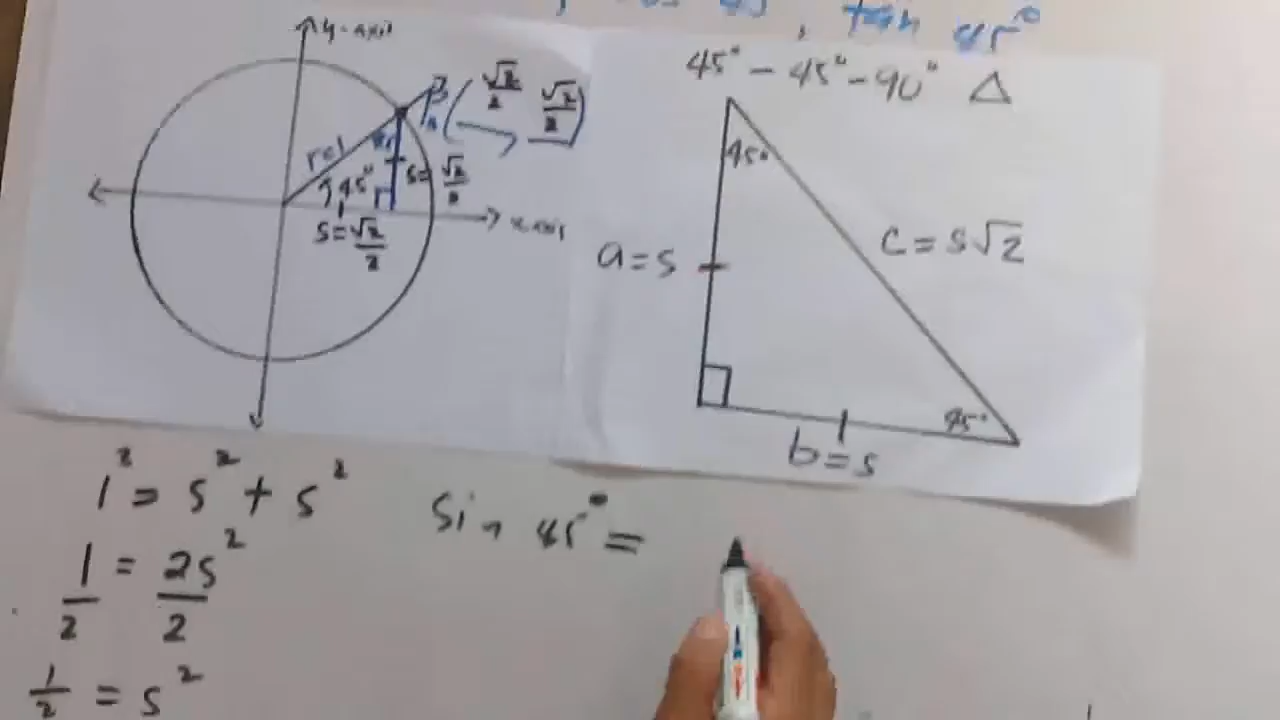 , tan 45°
y-axis
45° - 45° - 90° △
(√2/2, √2/2)
r=1
45°
45°
s = √2/2
s = √2/2
x axis
a = s
c = s√2
45°
b = s
1² = s² + s²
sin 45° =
1/2 = 2s²/2
1/2 = s²